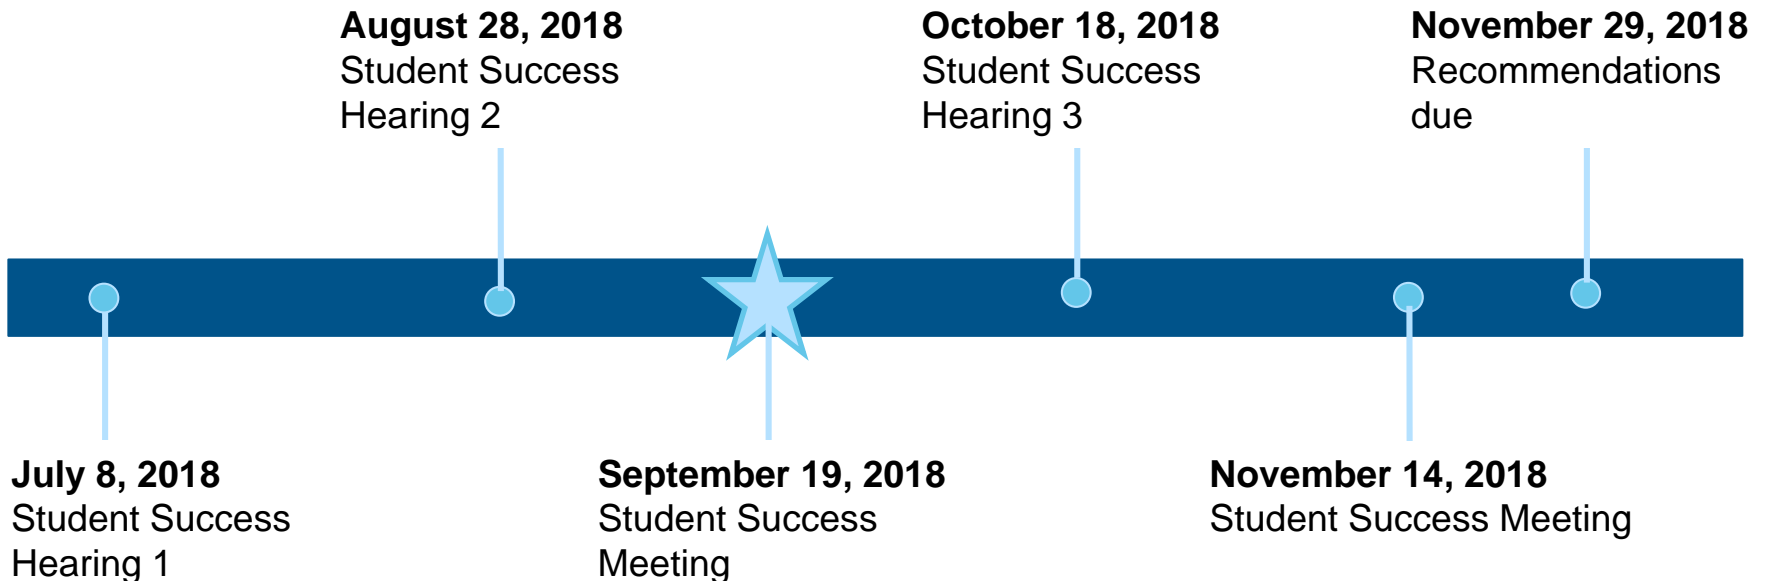 August 28, 2018
Student Success
Hearing 2
October 18, 2018
Student Success
Hearing 3
November 29, 2018
Recommendations
due
July 8, 2018
Student Success
Hearing 1
September 19, 2018
Student Success
Meeting
November 14, 2018
Student Success Meeting